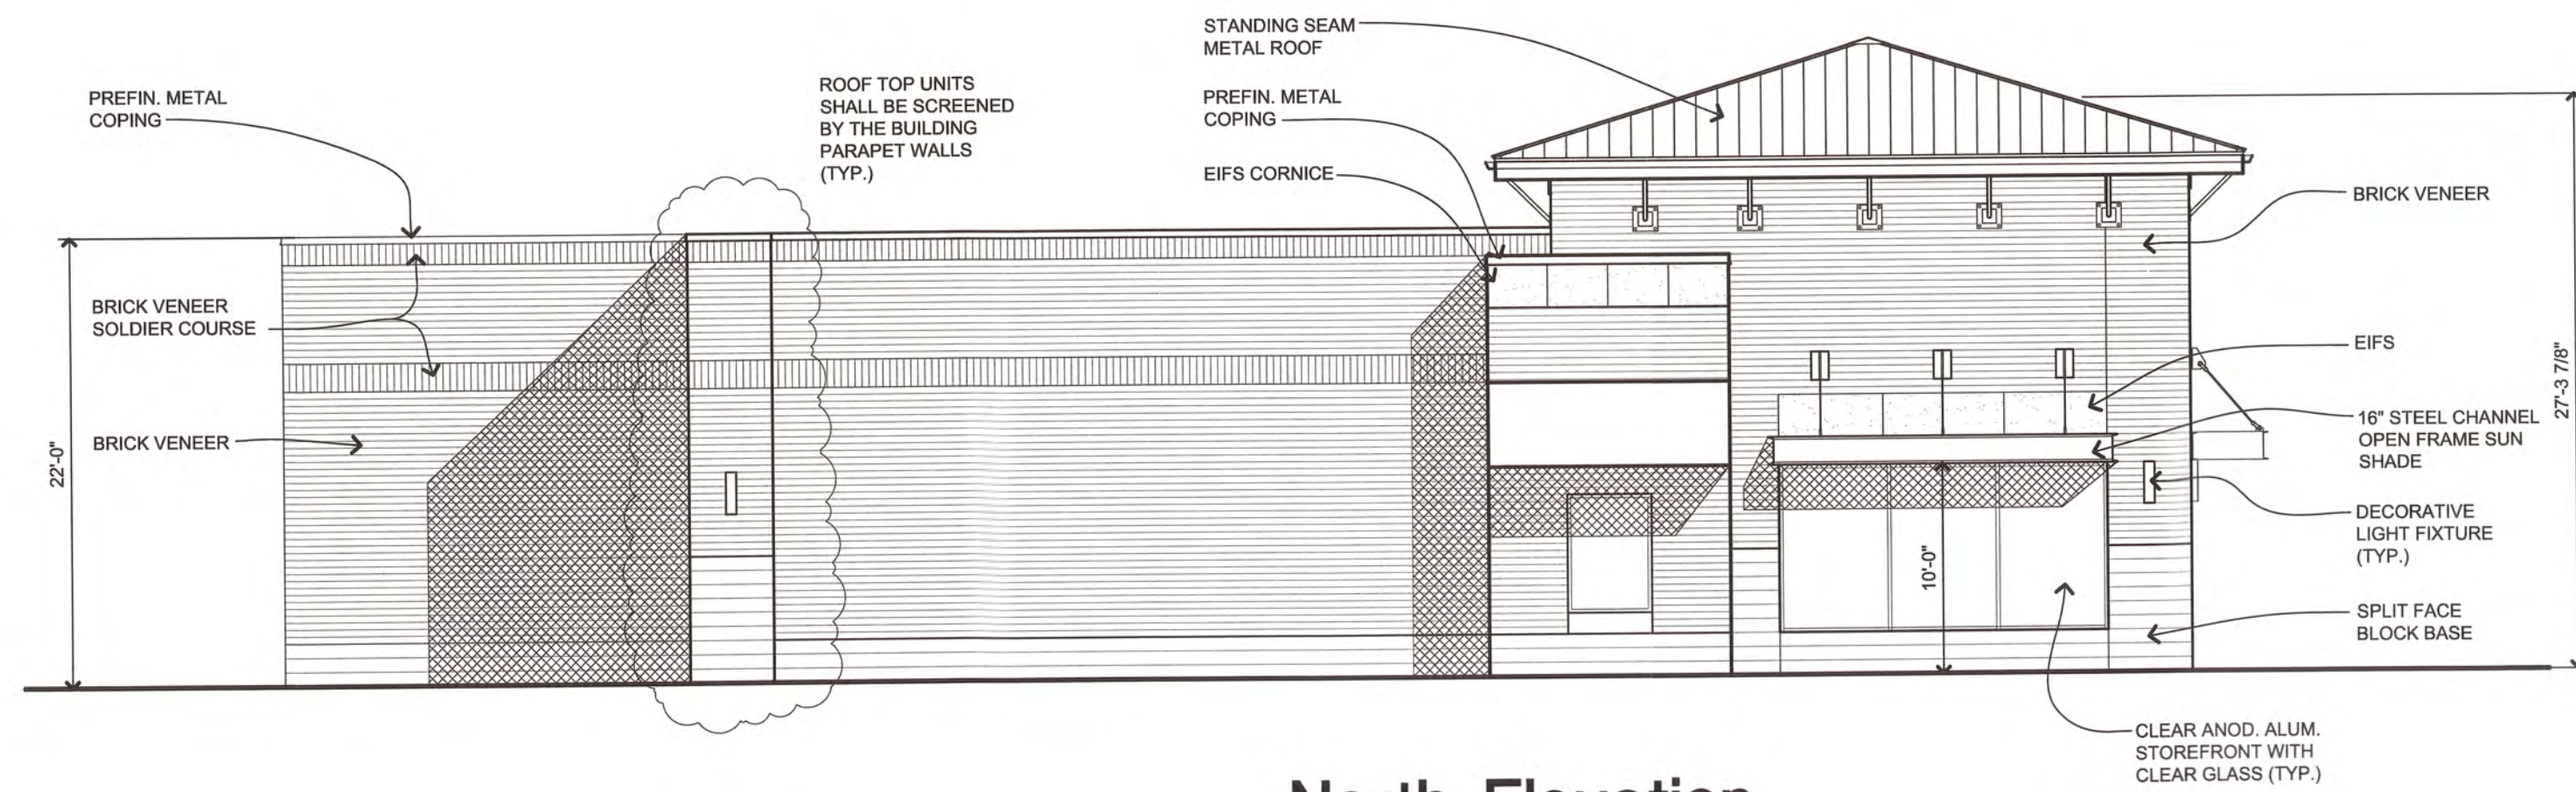 STANDING SEAM
METAL ROOF
PREFIN. METAL
COPING
ROOF TOP UNITS
SHALL BE SCREENED
BY THE BUILDING
PARAPET WALLS
(TYP.)
PREFIN. METAL
COPING
EIFS CORNICE
BRICK VENEER
BRICK VENEER
SOLDIER COURSE
EIFS
27'-3 7/8"
16" STEEL CHANNEL
OPEN FRAME SUN
SHADE
BRICK VENEER
22'-0"
DECORATIVE
LIGHT FIXTURE
(TYP.)
10'-0"
SPLIT FACE
BLOCK BASE
CLEAR ANOD. ALUM.
STOREFRONT WITH
CLEAR GLASS (TYP.)
North Elevation